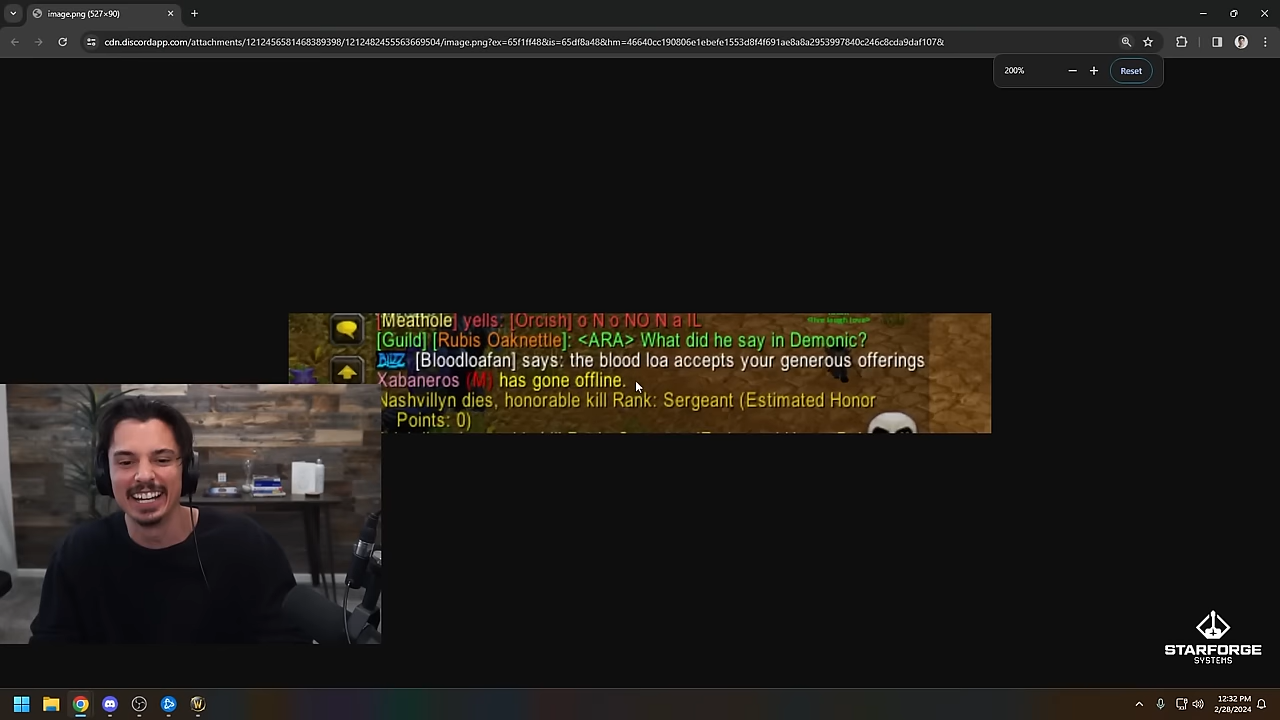 image.png (527×90)
cdn.discordapp.com/attachments/1212456581468389398/1212482455563669504/image.png?ex=65f1ff48&is=65df8a48&hm=46640cc190806e1ebefe1553d8f4f691ae8a8a2953997840c246c8cda9daf107&
200%
Reset
[Meathole] yells: [Orcish] o N o NO N a IL
[Guild] [Rubis Oaknettle]: <ARA> What did he say in Demonic?
BLIZZ [Bloodloafan] says: the blood loa accepts your generous offerings
Xabaneros (M) has gone offline.
Nashvillyn dies, honorable kill Rank: Sergeant (Estimated Honor
Points: 0)
STARFORGE
SYSTEMS
12:32 PM
2/28/2024